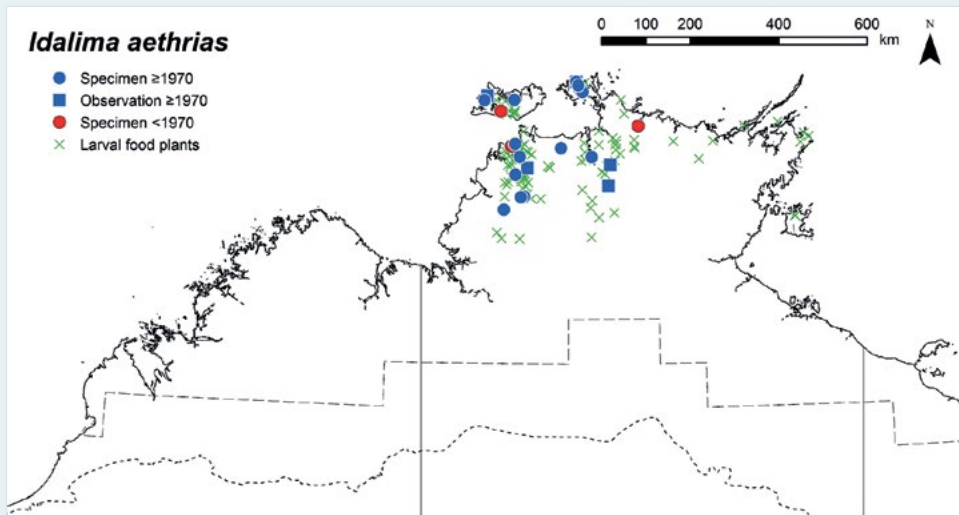 Idalima aethrias
Specimen ≥1970
Observation ≥1970
Specimen <1970
Larval food plants
0 100 200 400 600
km
N